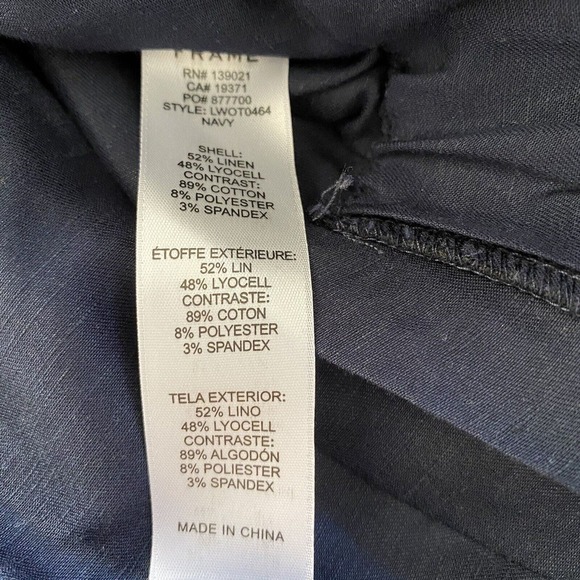 FRAME
RN# 139021
CA# 19371
PO# 877700
STYLE: LWOT0464
NAVY
SHELL:
52% LINEN
48% LYOCELL
CONTRAST:
89% COTTON
8% POLYESTER
3% SPANDEX
ÉTOFFE EXTÉRIEURE:
52% LIN
48% LYOCELL
CONTRASTE:
89% COTON
8% POLYESTER
3% SPANDEX
TELA EXTERIOR:
52% LINO
48% LYOCELL
CONTRASTE:
89% ALGODÓN
8% POLIESTER
3% SPANDEX
MADE IN CHINA